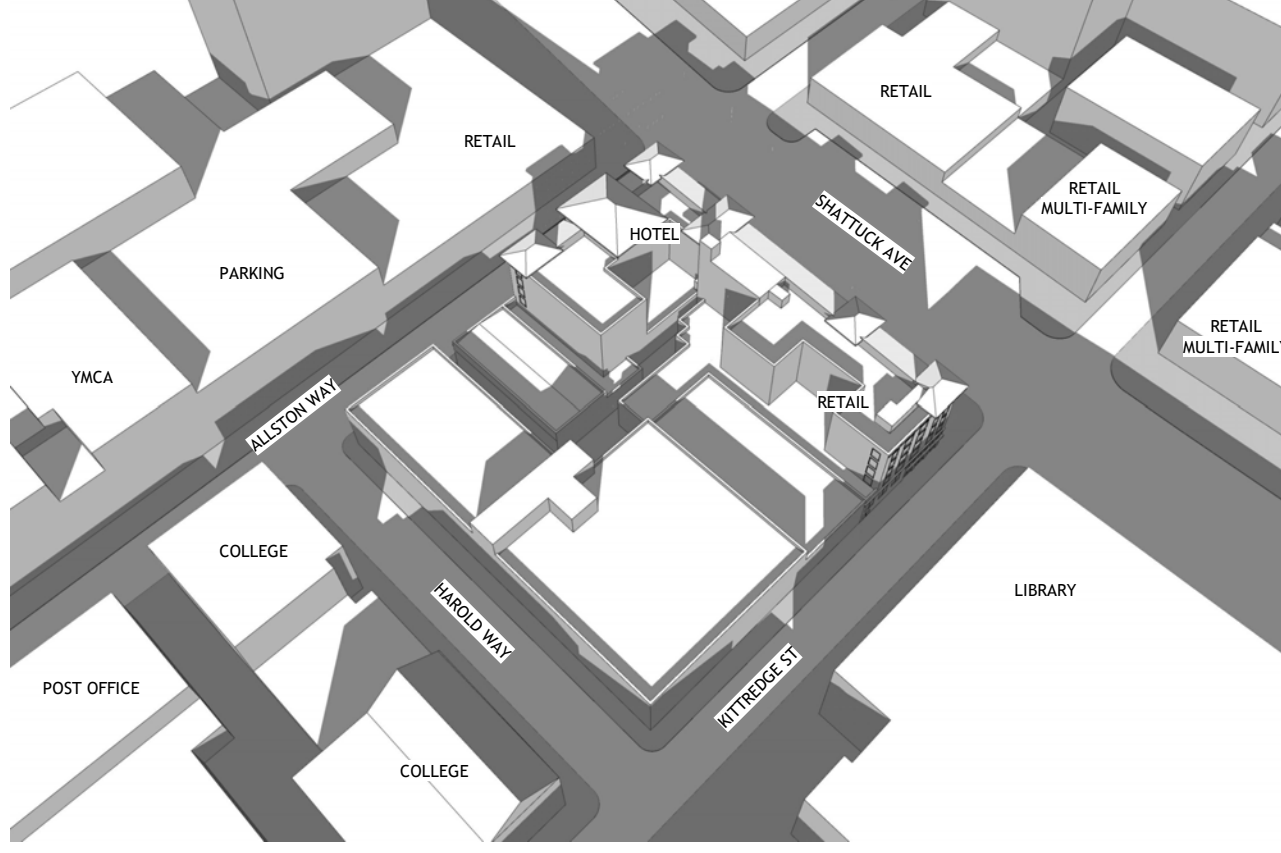 RETAIL
RETAIL
RETAIL
MULTI-FAMILY
SHATTUCK AVE
HOTEL
PARKING
RETAIL
MULTI-FAMILY
YMCA
ALLSTON WAY
RETAIL
COLLEGE
LIBRARY
HAROLD WAY
KITTREDGE ST
POST OFFICE
COLLEGE